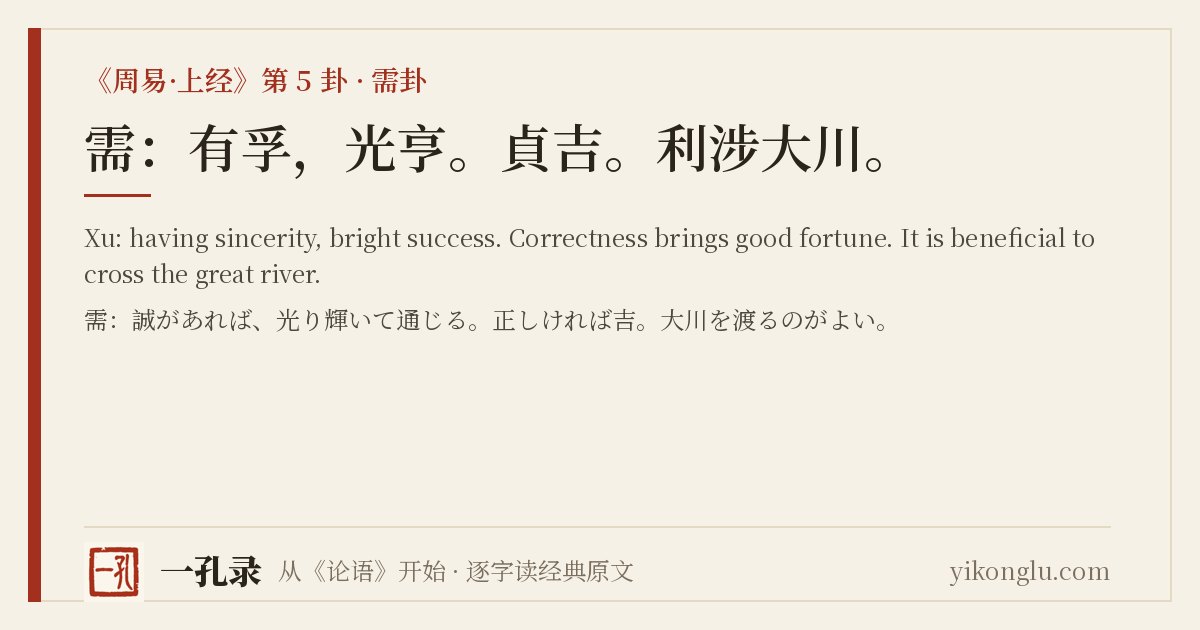 《周易·上经》第 5 卦 · 需卦
需：有孚，光亨。貞吉。利涉大川。
Xu: having sincerity, bright success. Correctness brings good fortune. It is beneficial to
cross the great river.
需：誠があれば、光り輝いて通じる。正しければ吉。大川を渡るのがよい。
一孔
一孔录 从《论语》开始 · 逐字读经典原文
yikonglu.com